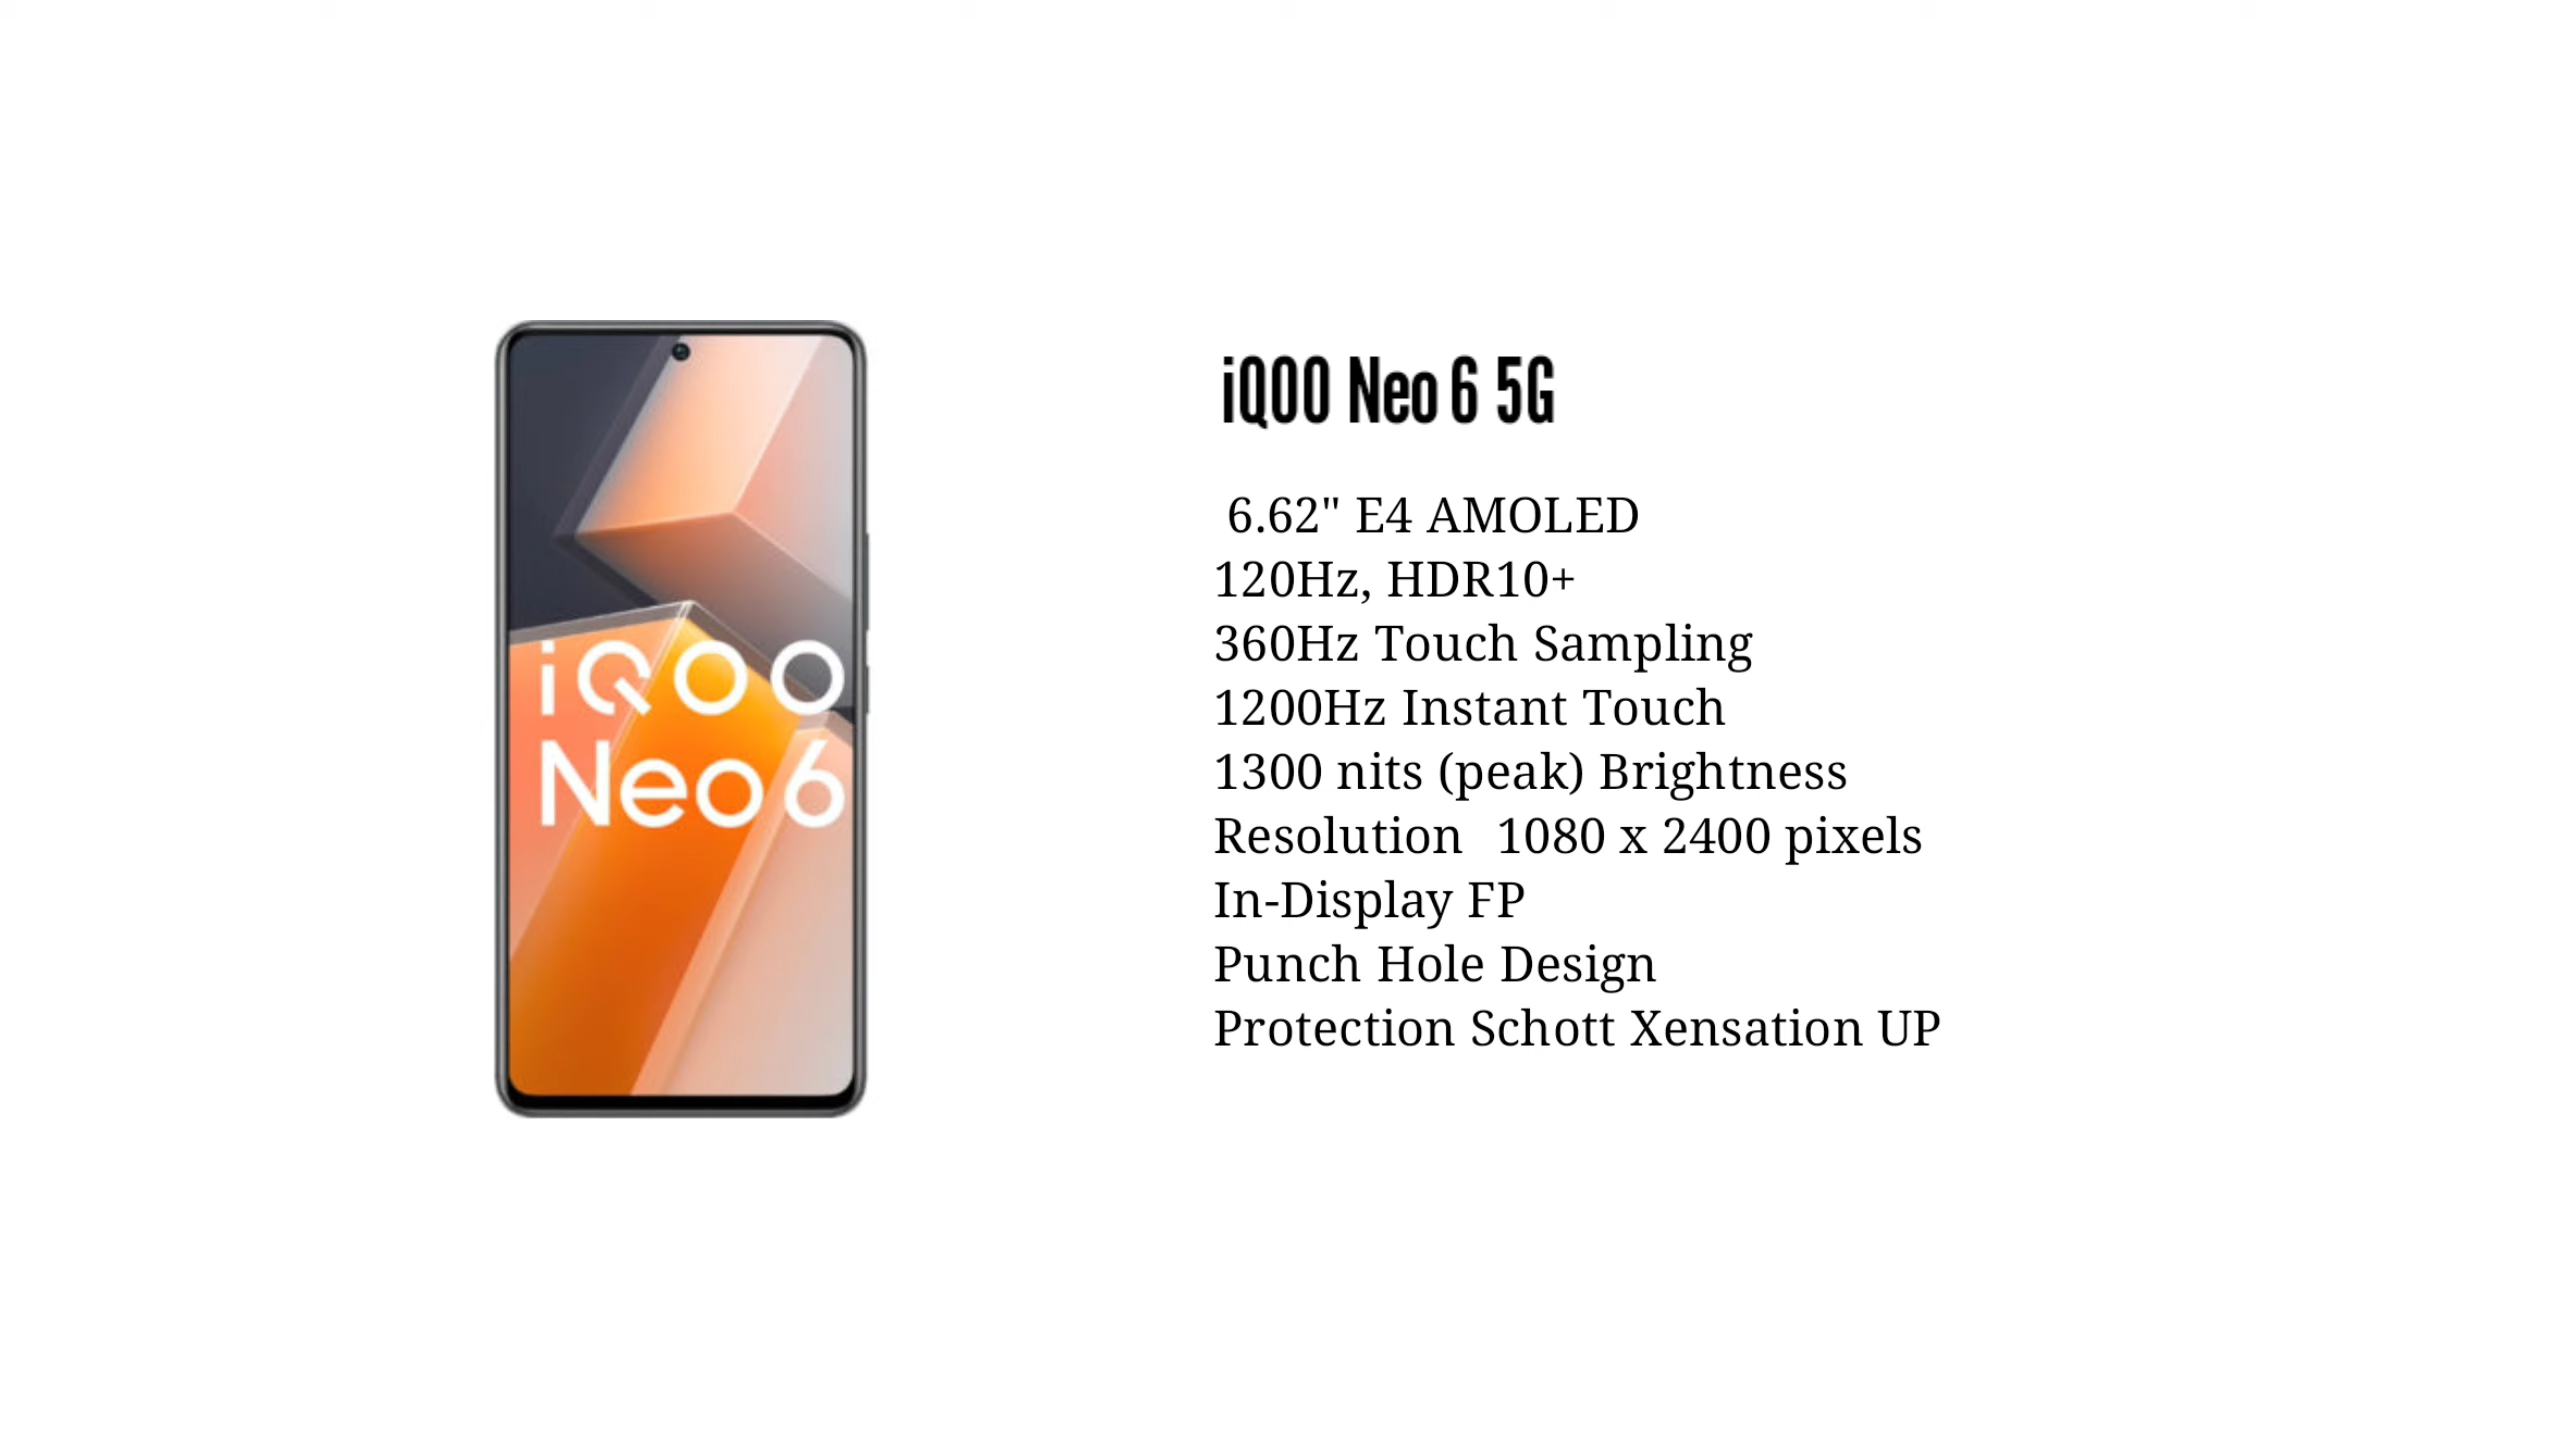 iQOO
Neo6
iQOO Neo 6 5G
6.62" E4 AMOLED
120Hz, HDR10+
360Hz Touch Sampling
1200Hz Instant Touch
1300 nits (peak) Brightness
Resolution 1080 x 2400 pixels
In-Display FP
Punch Hole Design
Protection Schott Xensation UP